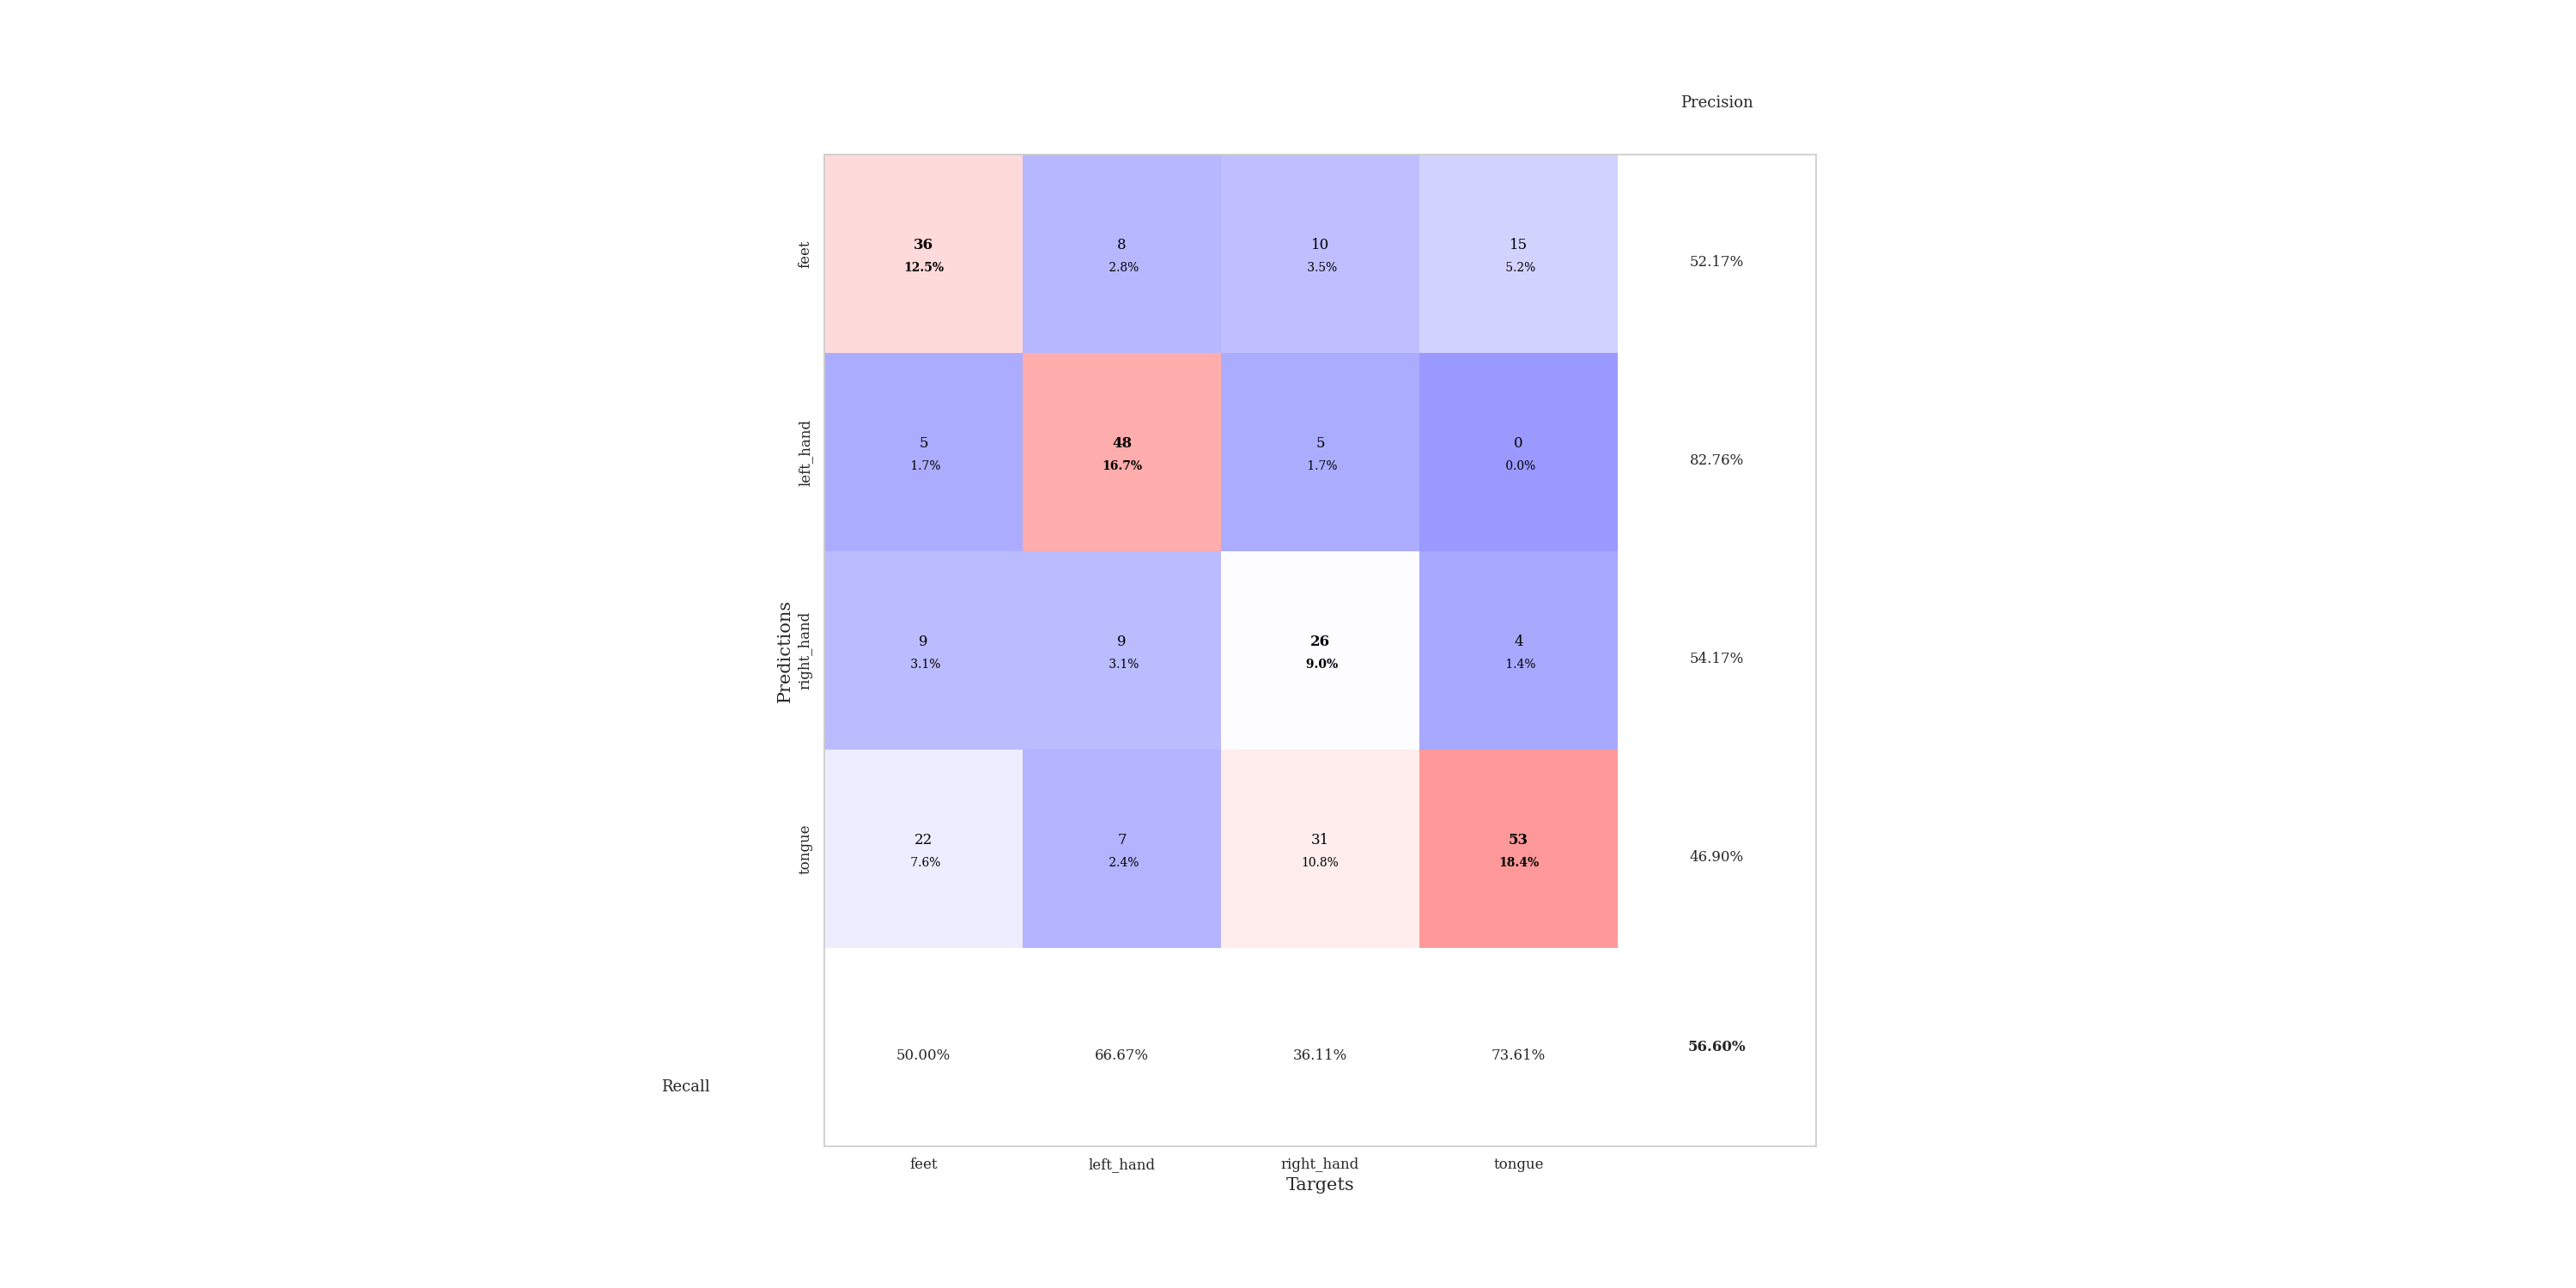 Precision
feet
36 8 10 15 52.17%
12.5% 2.8% 3.5% 5.2%
left_hand
5 48 5 0 82.76%
1.7% 16.7% 1.7% 0.0%
Predictions
right_hand
9 9 26 4 54.17%
3.1% 3.1% 9.0% 1.4%
tongue
22 7 31 53 46.90%
7.6% 2.4% 10.8% 18.4%
50.00% 66.67% 36.11% 73.61% 56.60%
Recall
feet left_hand right_hand tongue
Targets